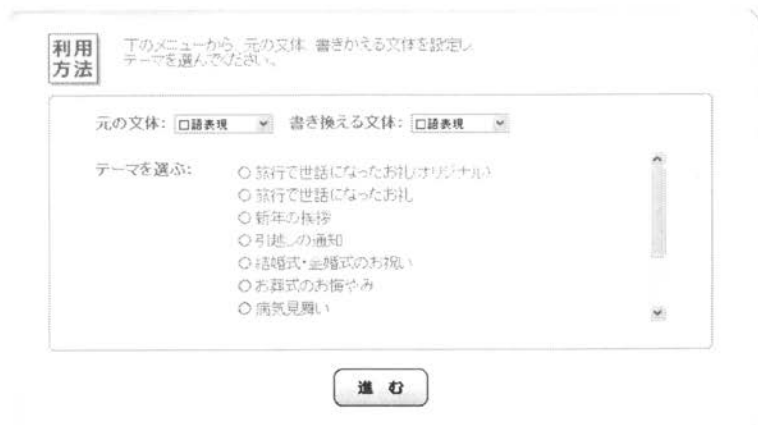 利用
方法
下のメニューから、元の文体、書きかえる文体を設定し、
テーマを選んでください。
元の文体: 口語表現 書き換える文体: 口語表現
テーマを選ぶ:
旅行で世話になったお礼(オリジナル)
旅行で世話になったお礼
新年の挨拶
引越しの通知
結婚式・金婚式のお祝い
お葬式のお悔やみ
病気見舞い
進む